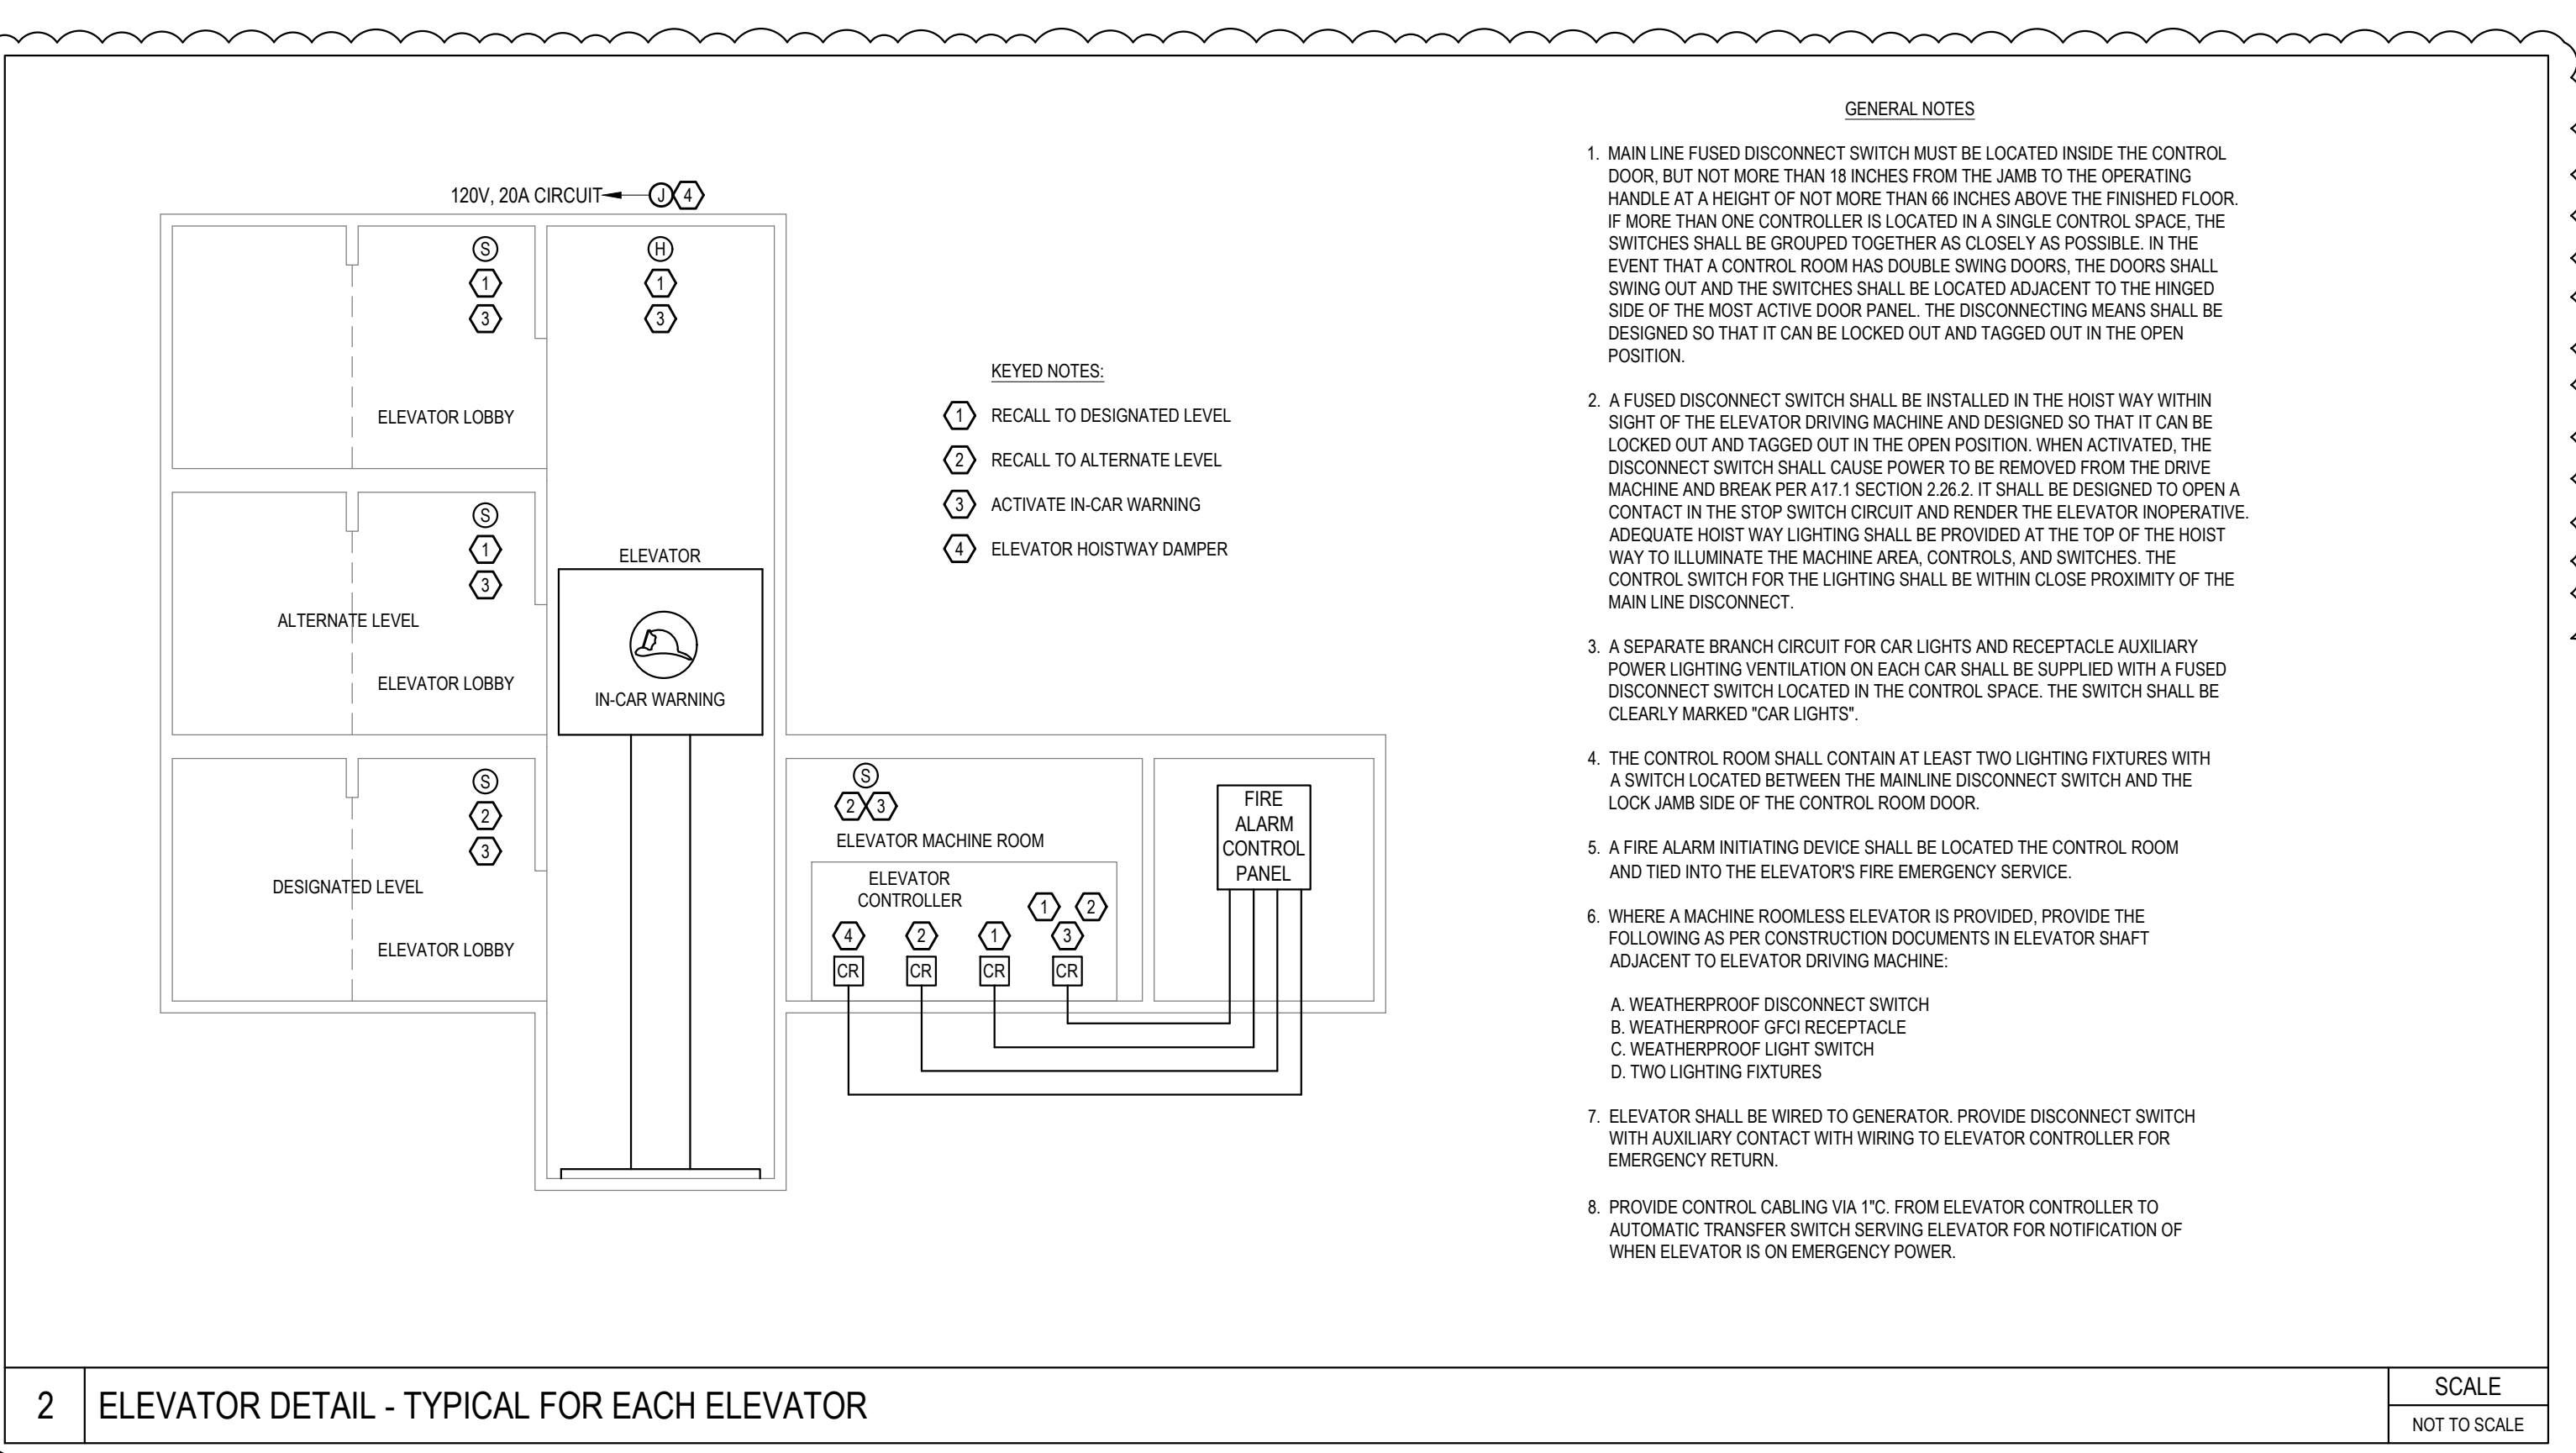 120V, 20A CIRCUIT
J
4
S
1
3
H
1
3
ELEVATOR LOBBY
S
1
3
ALTERNATE LEVEL
ELEVATOR LOBBY
ELEVATOR
IN-CAR WARNING
S
2
3
DESIGNATED LEVEL
ELEVATOR LOBBY
KEYED NOTES:
1 RECALL TO DESIGNATED LEVEL
2 RECALL TO ALTERNATE LEVEL
3 ACTIVATE IN-CAR WARNING
4 ELEVATOR HOISTWAY DAMPER
S
2 3
ELEVATOR MACHINE ROOM
ELEVATOR
CONTROLLER
1 2
4 2 1 3
CR CR CR CR
FIRE
ALARM
CONTROL
PANEL
GENERAL NOTES
1. MAIN LINE FUSED DISCONNECT SWITCH MUST BE LOCATED INSIDE THE CONTROL
DOOR, BUT NOT MORE THAN 18 INCHES FROM THE JAMB TO THE OPERATING
HANDLE AT A HEIGHT OF NOT MORE THAN 66 INCHES ABOVE THE FINISHED FLOOR.
IF MORE THAN ONE CONTROLLER IS LOCATED IN A SINGLE CONTROL SPACE, THE
SWITCHES SHALL BE GROUPED TOGETHER AS CLOSELY AS POSSIBLE. IN THE
EVENT THAT A CONTROL ROOM HAS DOUBLE SWING DOORS, THE DOORS SHALL
SWING OUT AND THE SWITCHES SHALL BE LOCATED ADJACENT TO THE HINGED
SIDE OF THE MOST ACTIVE DOOR PANEL. THE DISCONNECTING MEANS SHALL BE
DESIGNED SO THAT IT CAN BE LOCKED OUT AND TAGGED OUT IN THE OPEN
POSITION.
2. A FUSED DISCONNECT SWITCH SHALL BE INSTALLED IN THE HOIST WAY WITHIN
SIGHT OF THE ELEVATOR DRIVING MACHINE AND DESIGNED SO THAT IT CAN BE
LOCKED OUT AND TAGGED OUT IN THE OPEN POSITION. WHEN ACTIVATED, THE
DISCONNECT SWITCH SHALL CAUSE POWER TO BE REMOVED FROM THE DRIVE
MACHINE AND BREAK PER A17.1 SECTION 2.26.2. IT SHALL BE DESIGNED TO OPEN A
CONTACT IN THE STOP SWITCH CIRCUIT AND RENDER THE ELEVATOR INOPERATIVE.
ADEQUATE HOIST WAY LIGHTING SHALL BE PROVIDED AT THE TOP OF THE HOIST
WAY TO ILLUMINATE THE MACHINE AREA, CONTROLS, AND SWITCHES. THE
CONTROL SWITCH FOR THE LIGHTING SHALL BE WITHIN CLOSE PROXIMITY OF THE
MAIN LINE DISCONNECT.
3. A SEPARATE BRANCH CIRCUIT FOR CAR LIGHTS AND RECEPTACLE AUXILIARY
POWER LIGHTING VENTILATION ON EACH CAR SHALL BE SUPPLIED WITH A FUSED
DISCONNECT SWITCH LOCATED IN THE CONTROL SPACE. THE SWITCH SHALL BE
CLEARLY MARKED "CAR LIGHTS".
4. THE CONTROL ROOM SHALL CONTAIN AT LEAST TWO LIGHTING FIXTURES WITH
A SWITCH LOCATED BETWEEN THE MAINLINE DISCONNECT SWITCH AND THE
LOCK JAMB SIDE OF THE CONTROL ROOM DOOR.
5. A FIRE ALARM INITIATING DEVICE SHALL BE LOCATED THE CONTROL ROOM
AND TIED INTO THE ELEVATOR'S FIRE EMERGENCY SERVICE.
6. WHERE A MACHINE ROOMLESS ELEVATOR IS PROVIDED, PROVIDE THE
FOLLOWING AS PER CONSTRUCTION DOCUMENTS IN ELEVATOR SHAFT
ADJACENT TO ELEVATOR DRIVING MACHINE:
A. WEATHERPROOF DISCONNECT SWITCH
B. WEATHERPROOF GFCI RECEPTACLE
C. WEATHERPROOF LIGHT SWITCH
D. TWO LIGHTING FIXTURES
7. ELEVATOR SHALL BE WIRED TO GENERATOR. PROVIDE DISCONNECT SWITCH
WITH AUXILIARY CONTACT WITH WIRING TO ELEVATOR CONTROLLER FOR
EMERGENCY RETURN.
8. PROVIDE CONTROL CABLING VIA 1"C. FROM ELEVATOR CONTROLLER TO
AUTOMATIC TRANSFER SWITCH SERVING ELEVATOR FOR NOTIFICATION OF
WHEN ELEVATOR IS ON EMERGENCY POWER.
2 ELEVATOR DETAIL - TYPICAL FOR EACH ELEVATOR
SCALE
NOT TO SCALE